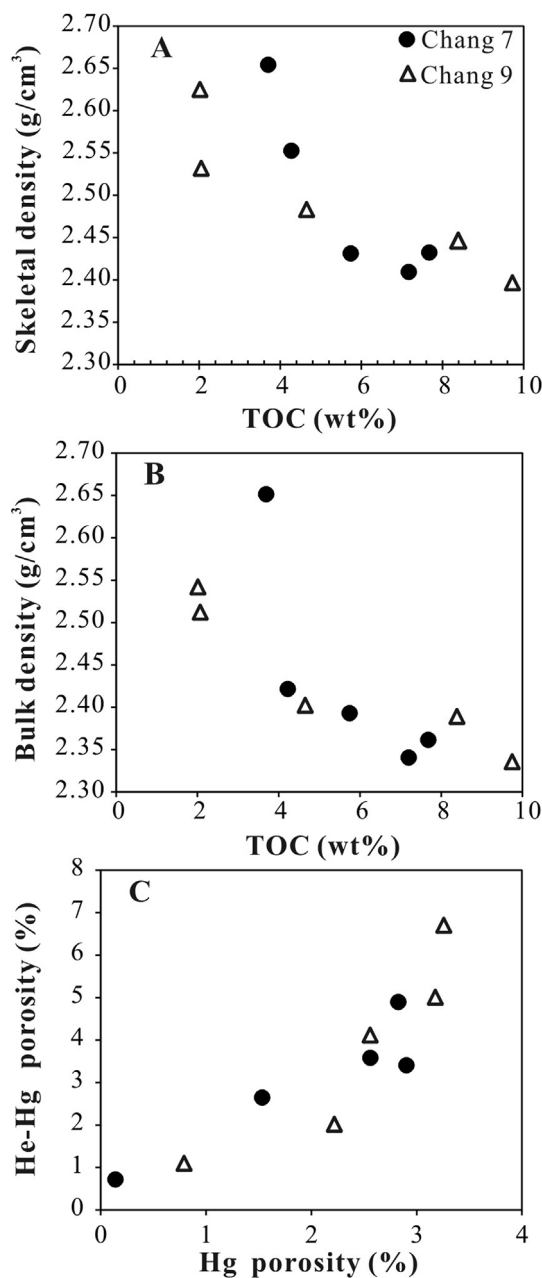 2.70
A
Chang 7
2.65
Chang 9
2.60
2.55
2.50
2.45
2.40
2.35
2.30
Skeletal density (g/cm³)
0 2 4 6 8 10
TOC (wt%)
2.70
B
2.65
2.60
2.55
2.50
2.45
2.40
2.35
2.30
Bulk density (g/cm³)
0 2 4 6 8 10
TOC (wt%)
8
C
7
6
5
4
3
2
1
0
He-Hg porosity (%)
0 1 2 3 4
Hg porosity (%)